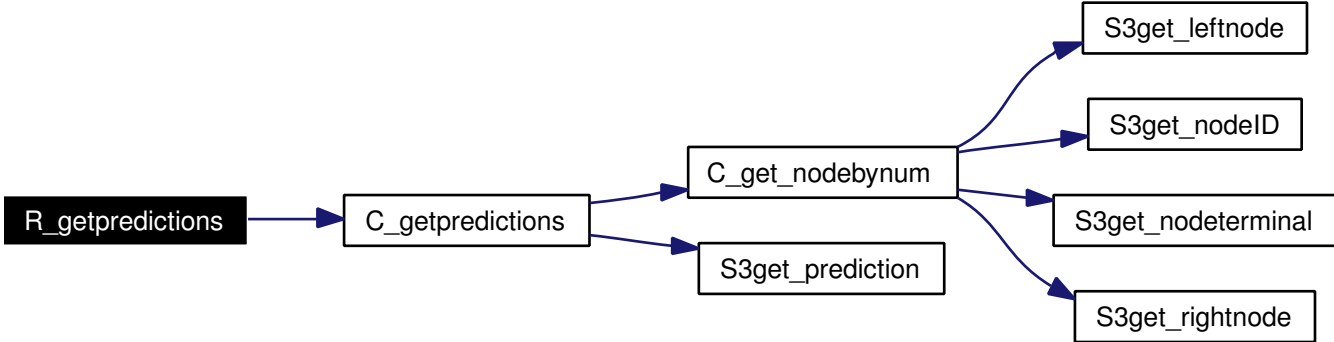 R_getpredictions
C_getpredictions
C_get_nodebynum
S3get_prediction
S3get_leftnode
S3get_nodeID
S3get_nodeterminal
S3get_rightnode